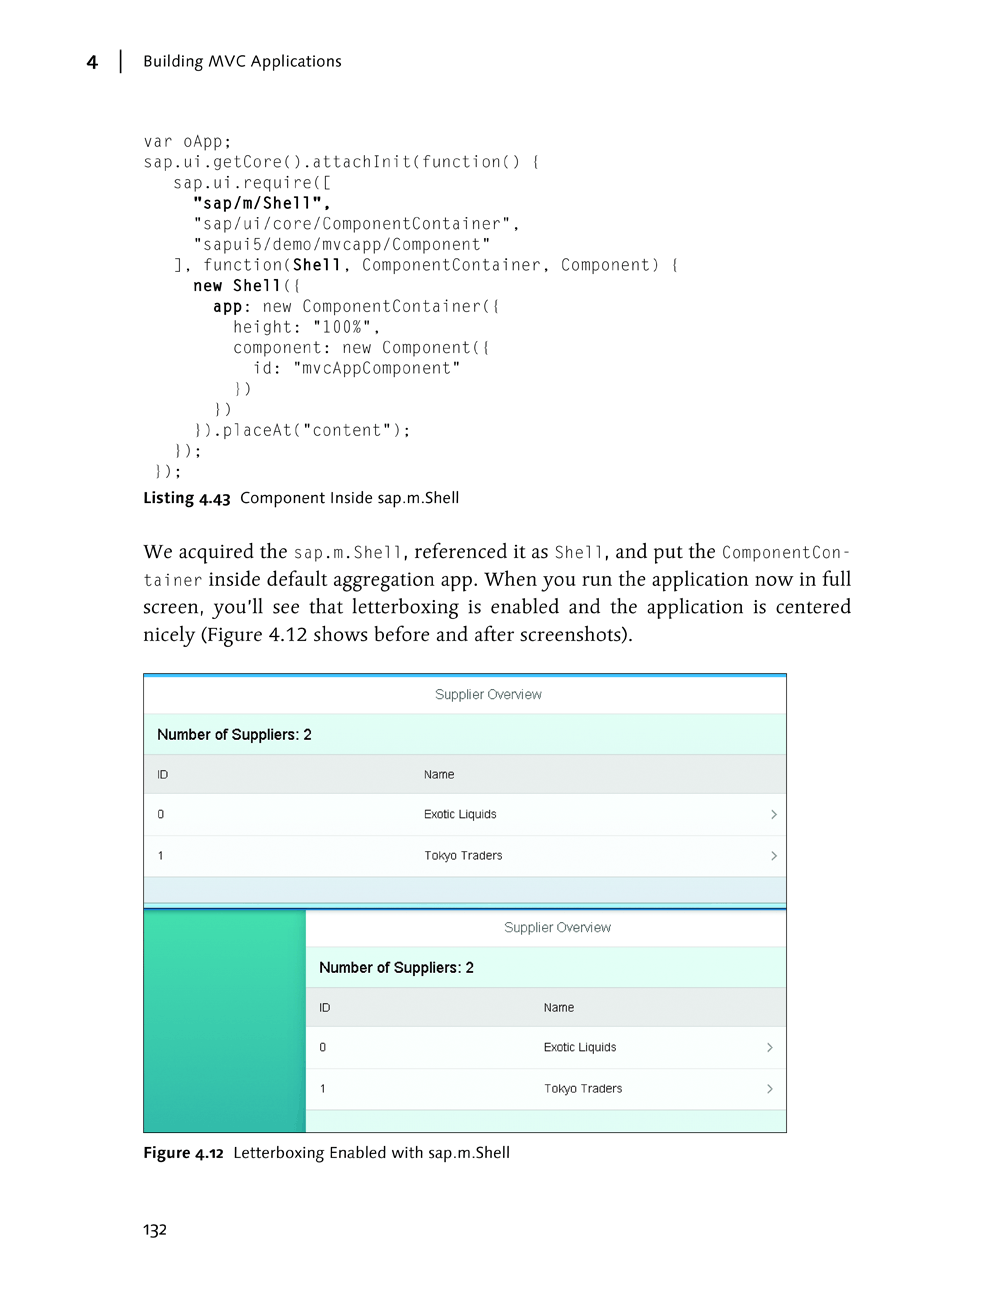 4 | Building MVC Applications
var oApp;
sap.ui.getCore().attachInit(function() {
sap.ui.require([
"sap/m/Shell",
"sap/ui/core/ComponentContainer",
"sapui5/demo/mvcapp/Component"
], function(Shell, ComponentContainer, Component) {
new Shell({
app: new ComponentContainer({
height: "100%",
component: new Component({
id: "mvcAppComponent"
})
})
}).placeAt("content");
});
});
Listing 4.43 Component Inside sap.m.Shell
We acquired the sap.m.Shell, referenced it as Shell, and put the ComponentCon-
tainer inside default aggregation app. When you run the application now in full
screen, you'll see that letterboxing is enabled and the application is centered
nicely (Figure 4.12 shows before and after screenshots).
Supplier Overview
Number of Suppliers: 2
ID Name
0 Exotic Liquids
1 Tokyo Traders
Supplier Overview
Number of Suppliers: 2
ID Name
0 Exotic Liquids
1 Tokyo Traders
Figure 4.12 Letterboxing Enabled with sap.m.Shell
132